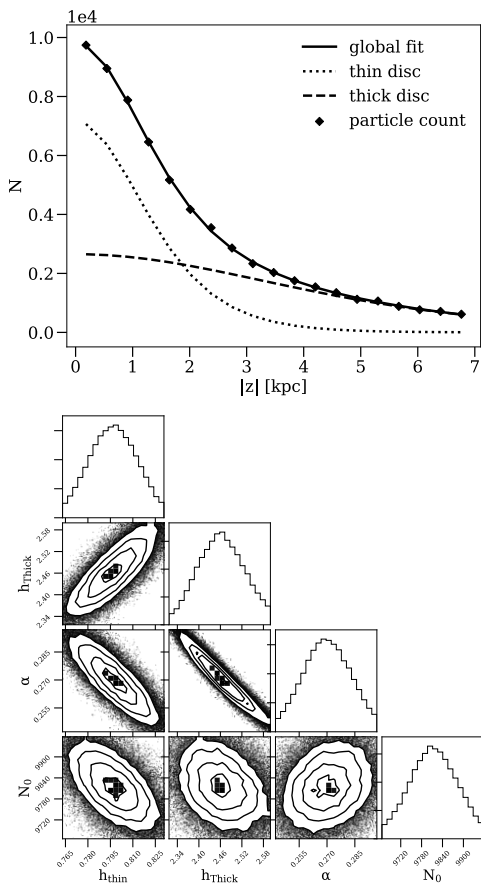 1e4
1.0
0.8
0.6
0.4
0.2
0.0
N
global fit
thin disc
thick disc
particle count
0 1 2 3 4 5 6 7
|z| [kpc]
2.58
2.52
2.46
2.40
2.34
h_Thick
0.285
0.270
0.255
α
9900
9840
9780
9720
N_0
0.765 0.780 0.795 0.810 0.825
2.34 2.40 2.46 2.52 2.58
0.255 0.270 0.285
9720 9780 9840 9900
h_thin h_Thick α N_0